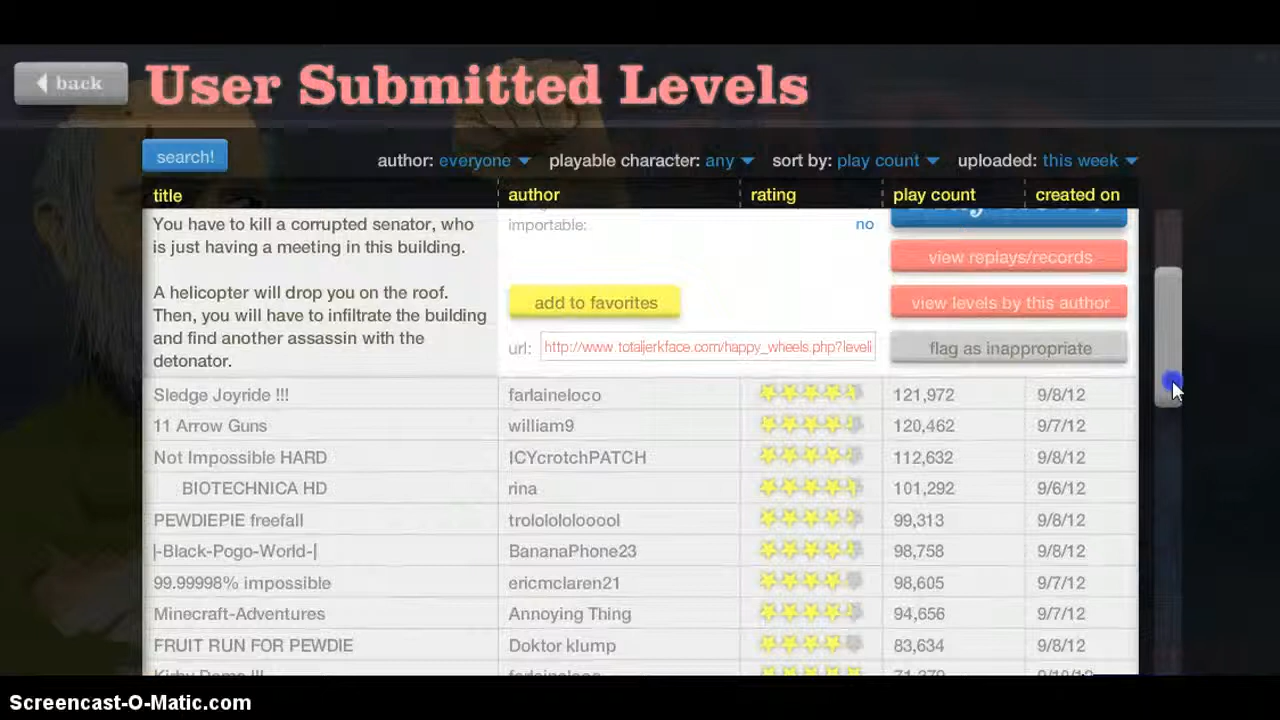 back
User Submitted Levels
search!
author: everyone playable character: any sort by: play count uploaded: this week
title author rating play count created on
You have to kill a corrupted senator, who
is just having a meeting in this building.
A helicopter will drop you on the roof.
Then, you will have to infiltrate the building
and find another assassin with the
detonator.
importable: no
add to favorites
url: http://www.totaljerkface.com/happy_wheels.php?leveli
view replays/records
view levels by this author
flag as inappropriate
Sledge Joyride !!! farlaineloco 121,972 9/8/12
11 Arrow Guns william9 120,462 9/7/12
Not Impossible HARD ICYcrotchPATCH 112,632 9/8/12
BIOTECHNICA HD rina 101,292 9/6/12
PEWDIEPIE freefall trololololoool 99,313 9/8/12
|-Black-Pogo-World-| BananaPhone23 98,758 9/8/12
99.99998% impossible ericmclaren21 98,605 9/7/12
Minecraft-Adventures Annoying Thing 94,656 9/7/12
FRUIT RUN FOR PEWDIE Doktor klump 83,634 9/8/12
Screencast-O-Matic.com